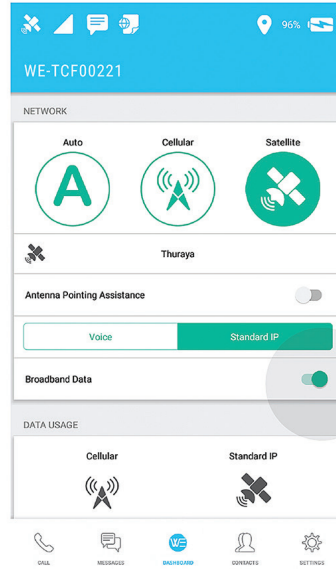 96%
WE-TCF00221
NETWORK
Auto Cellular Satellite
A
Thuraya
Antenna Pointing Assistance
Voice Standard IP
Broadband Data
DATA USAGE
Cellular Standard IP
WE
CALL MESSAGES DASHBOARD CONTACTS SETTINGS